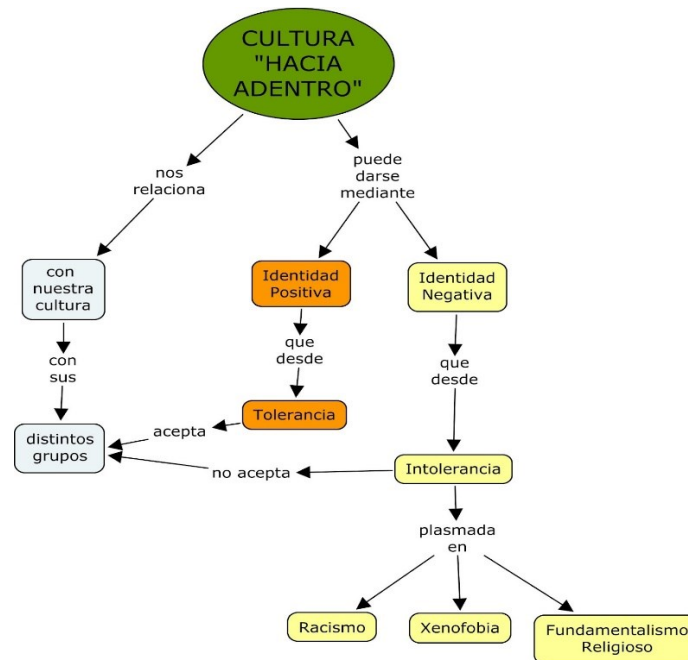 CULTURA
"HACIA
ADENTRO"
nos
relaciona
puede
darse
mediante
con
nuestra
cultura
Identidad
Positiva
Identidad
Negativa
con
sus
que
desde
que
desde
distintos
grupos
acepta
Tolerancia
no acepta
Intolerancia
plasmada
en
Racismo
Xenofobia
Fundamentalismo
Religioso